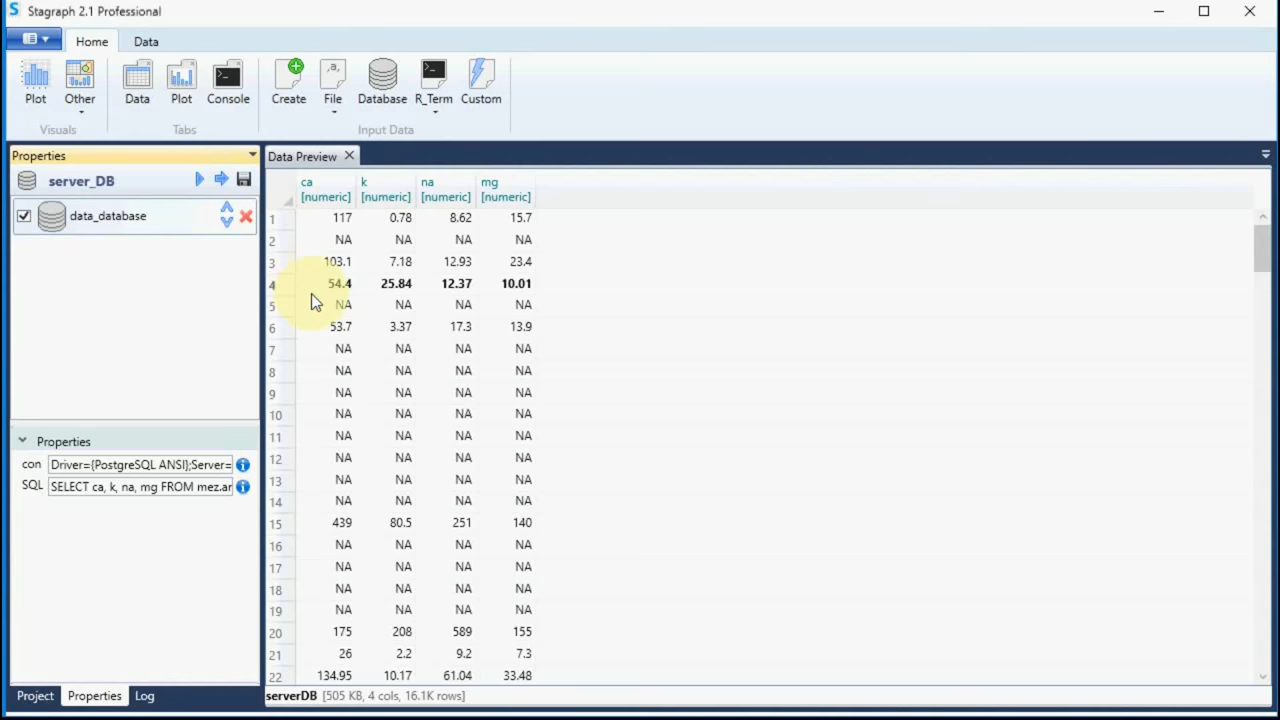 S Stagraph 2.1 Professional
Home Data
Plot Other Data Plot Console Create File Database R_Term Custom
Visuals Tabs Input Data
Properties Data Preview
server_DB
ca k na mg
[numeric] [numeric] [numeric] [numeric]
data_database
1 117 0.78 8.62 15.7
2 NA NA NA NA
3 103.1 7.18 12.93 23.4
4 54.4 25.84 12.37 10.01
5 NA NA NA NA
6 53.7 3.37 17.3 13.9
7 NA NA NA NA
8 NA NA NA NA
9 NA NA NA NA
10 NA NA NA NA
11 NA NA NA NA
12 NA NA NA NA
13 NA NA NA NA
14 NA NA NA NA
15 439 80.5 251 140
16 NA NA NA NA
17 NA NA NA NA
18 NA NA NA NA
19 NA NA NA NA
20 175 208 589 155
21 26 2.2 9.2 7.3
22 134.95 10.17 61.04 33.48
Properties
con Driver={PostgreSQL ANSI};Server=
SQL SELECT ca, k, na, mg FROM mez.ar
Project Properties Log
serverDB [505 KB, 4 cols, 16.1K rows]